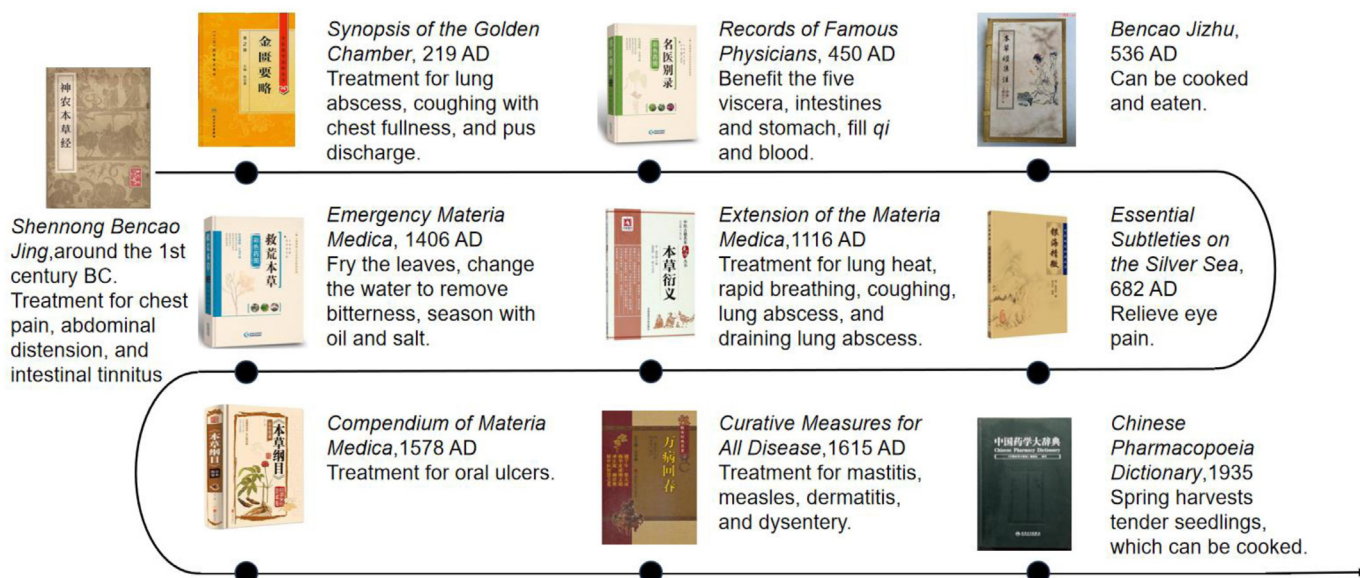 神农本草经
Shennong Bencao
Jing,around the 1st
century BC.
Treatment for chest
pain, abdominal
distension, and
intestinal tinnitus
金匮要略
Synopsis of the Golden
Chamber, 219 AD
Treatment for lung
abscess, coughing with
chest fullness, and pus
discharge.
名医别录
Records of Famous
Physicians, 450 AD
Benefit the five
viscera, intestines
and stomach, fill qi
and blood.
Bencao Jizhu,
536 AD
Can be cooked
and eaten.
银海精微
Essential
Subtleties on
the Silver Sea,
682 AD
Relieve eye
pain.
本草衍义
Extension of the Materia
Medica,1116 AD
Treatment for lung heat,
rapid breathing, coughing,
lung abscess, and
draining lung abscess.
救荒本草
Emergency Materia
Medica, 1406 AD
Fry the leaves, change
the water to remove
bitterness, season with
oil and salt.
本草纲目
本草纲目
Compendium of Materia
Medica,1578 AD
Treatment for oral ulcers.
万病回春
Curative Measures for
All Disease,1615 AD
Treatment for mastitis,
measles, dermatitis,
and dysentery.
中国药学大辞典
Chinese Pharmacy Dictionary
Chinese
Pharmacopoeia
Dictionary,1935
Spring harvests
tender seedlings,
which can be cooked.